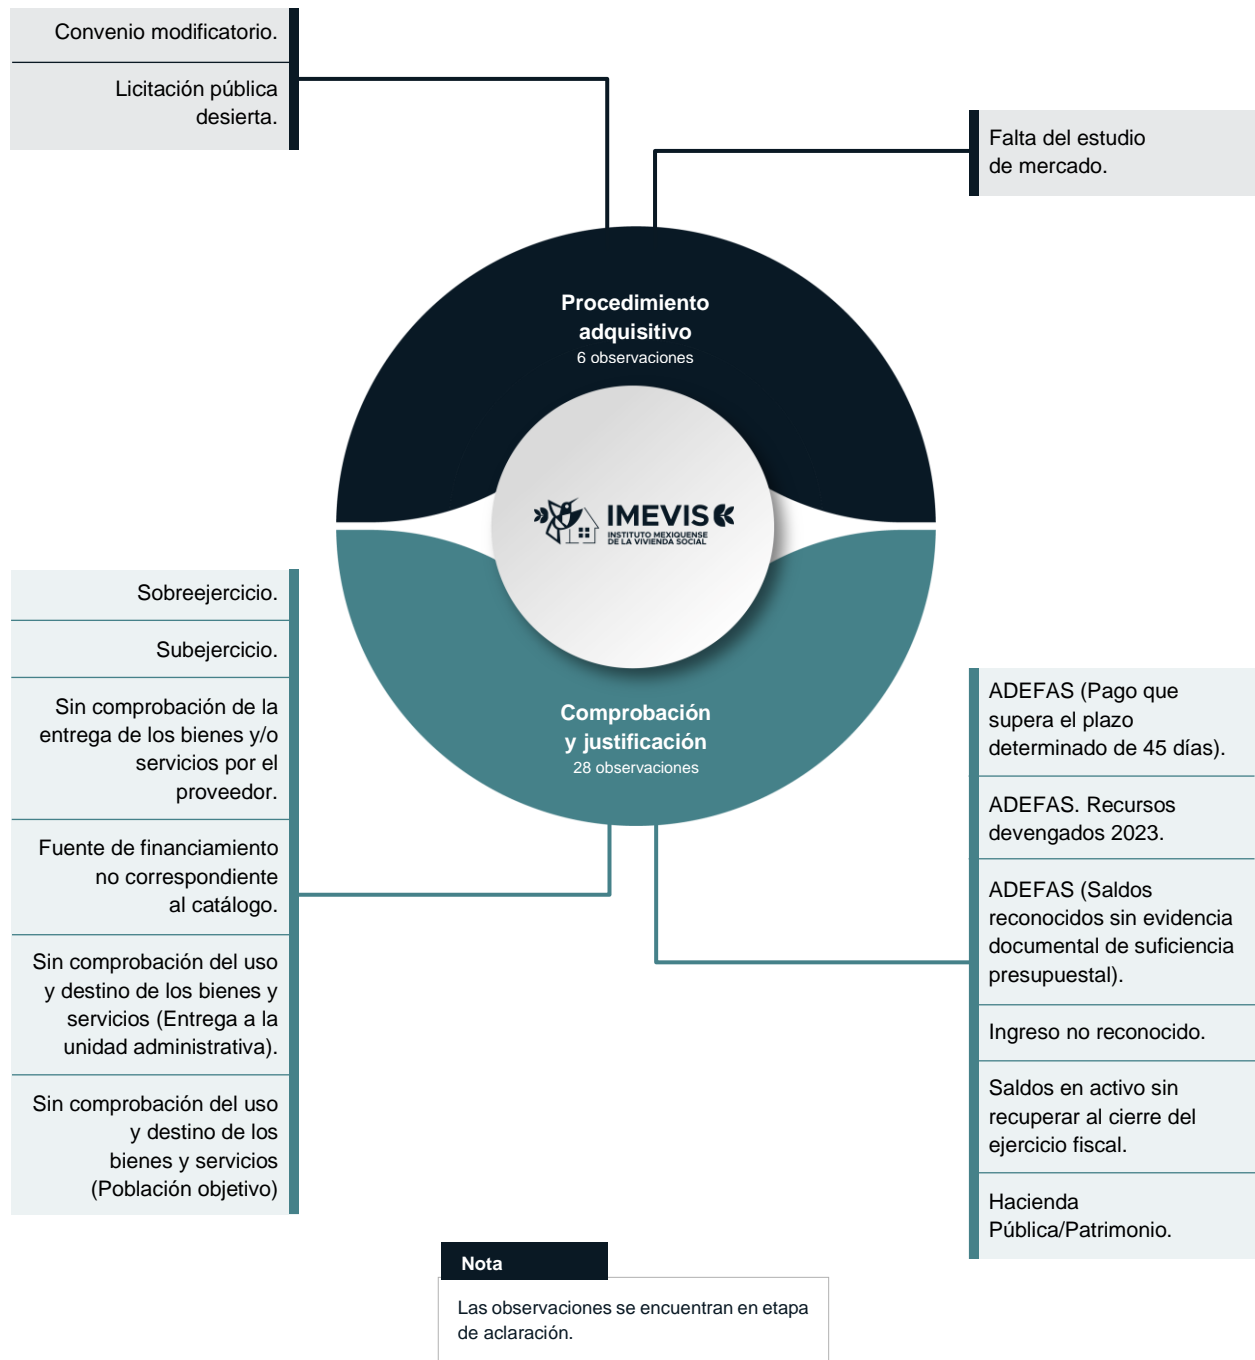 Convenio modificatorio.
Licitación pública
desierta.
Falta del estudio
de mercado.
Procedimiento
adquisitivo
6 observaciones
IMEVIS
INSTITUTO MEXIQUENSE
DE LA VIVIENDA SOCIAL
Comprobación
y justificación
28 observaciones
Sobreejercicio.
Subejercicio.
Sin comprobación de la
entrega de los bienes y/o
servicios por el
proveedor.
Fuente de financiamiento
no correspondiente
al catálogo.
Sin comprobación del uso
y destino de los bienes y
servicios (Entrega a la
unidad administrativa).
Sin comprobación del uso
y destino de los
bienes y servicios
(Población objetivo)
ADEFAS (Pago que
supera el plazo
determinado de 45 días).
ADEFAS. Recursos
devengados 2023.
ADEFAS (Saldos
reconocidos sin evidencia
documental de suficiencia
presupuestal).
Ingreso no reconocido.
Saldos en activo sin
recuperar al cierre del
ejercicio fiscal.
Hacienda
Pública/Patrimonio.
Nota
Las observaciones se encuentran en etapa
de aclaración.